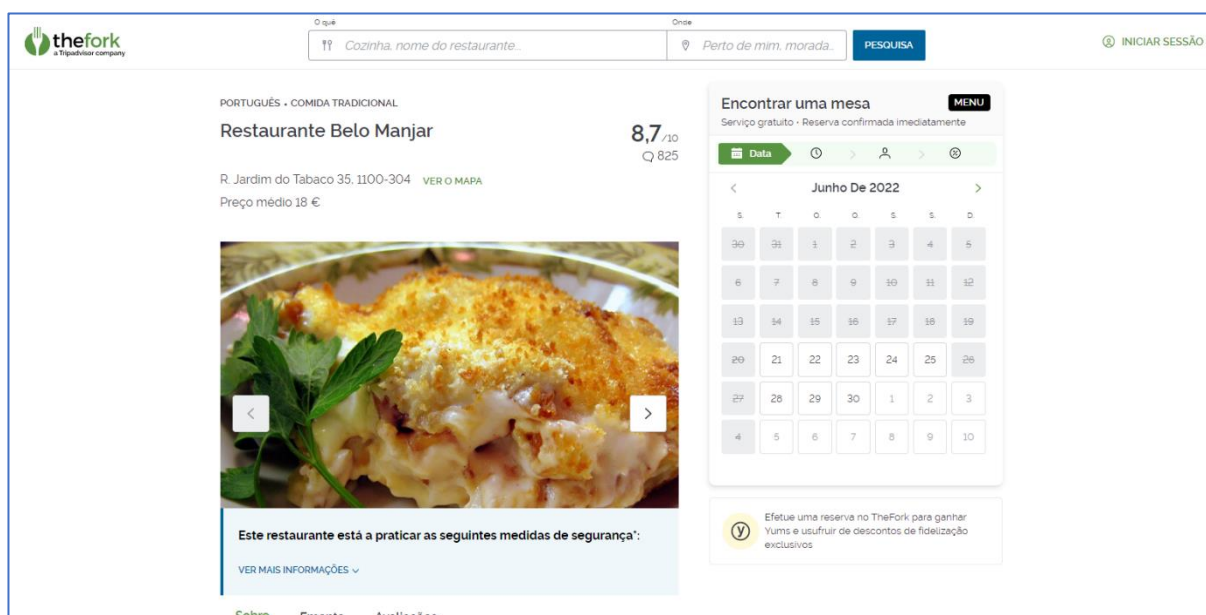 thefork
a Tripadvisor company
O quê
Cozinha, nome do restaurante...
Onde
Perto de mim, morada...
PESQUISA
INICIAR SESSÃO
PORTUGUÊS • COMIDA TRADICIONAL
Restaurante Belo Manjar
8,7/10
825
R. Jardim do Tabaco 35, 1100-304 VER O MAPA
Preço médio 18 €
Este restaurante está a praticar as seguintes medidas de segurança*:
VER MAIS INFORMAÇÕES
Sobre Ementa Avaliações
Encontrar uma mesa
MENU
Serviço gratuito • Reserva confirmada imediatamente
Data
Junho De 2022
S. T. Q. Q. S. S. D.
30 31 1 2 3 4 5
6 7 8 9 10 11 12
13 14 15 16 17 18 19
20 21 22 23 24 25 26
27 28 29 30 1 2 3
4 5 6 7 8 9 10
Efetue uma reserva no TheFork para ganhar
Yums e usufruir de descontos de fidelização
exclusivos